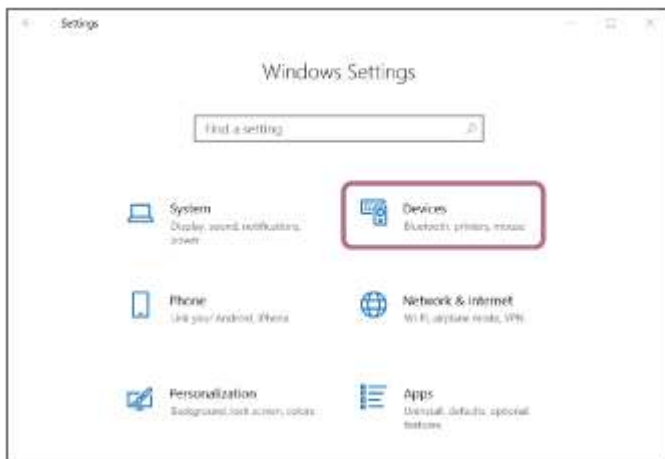 Settings
Windows Settings
Find a setting
System
Display, sound, notifications,
power
Devices
Bluetooth, printers, mouse
Phone
Link your Android, iPhone
Network & Internet
Wi-Fi, airplane mode, VPN
Personalization
Background, lock screen, colors
Apps
Uninstall, defaults, optional
features